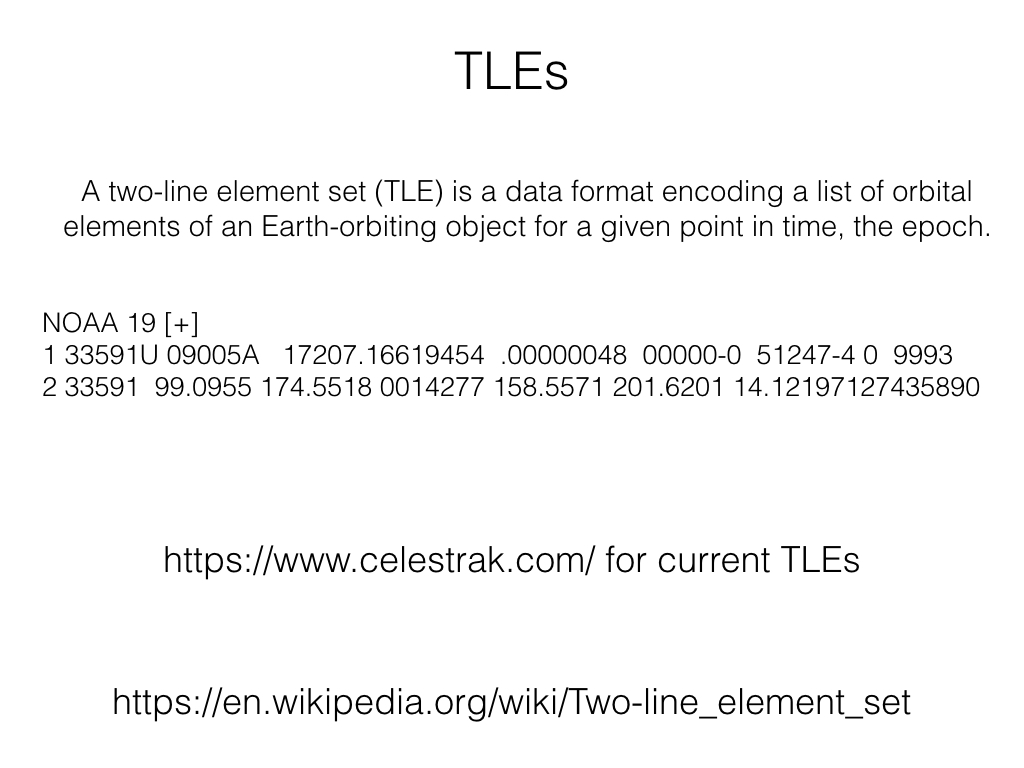 TLEs
A two-line element set (TLE) is a data format encoding a list of orbital
elements of an Earth-orbiting object for a given point in time, the epoch.
NOAA 19 [+]
1 33591U 09005A   17207.16619454  .00000048  00000-0  51247-4 0  9993
2 33591  99.0955 174.5518 0014277 158.5571 201.6201 14.12197127435890
https://www.celestrak.com/ for current TLEs
https://en.wikipedia.org/wiki/Two-line_element_set